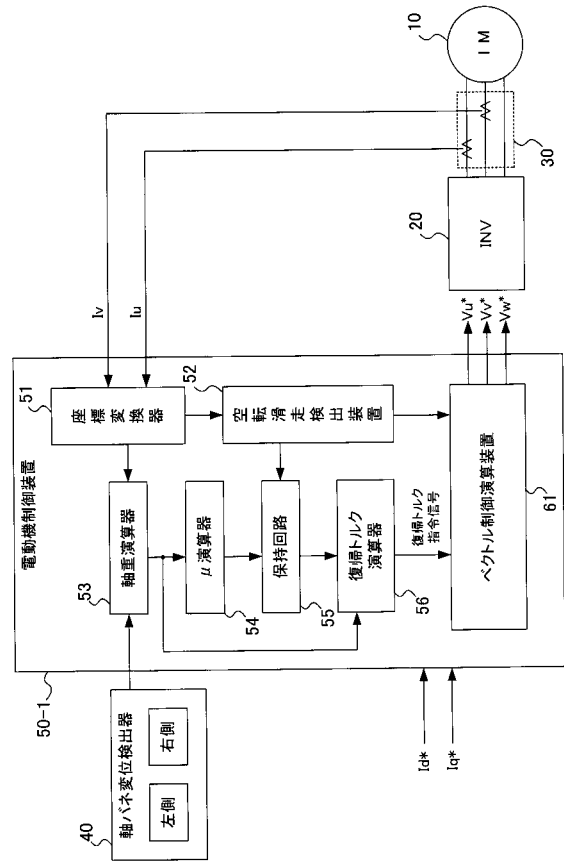 10
IM
30
20
INV
Iv
Iu
Vu*
Vv*
Vw*
電動機制御装置
50-1
51
座標変換器
52
空転滑走検出装置
53
軸重演算器
54
μ演算器
55
保持回路
56
復帰トルク
演算器
復帰トルク
指令信号
61
ベクトル制御演算装置
40
軸バネ変位検出器
左側
右側
Id*
Iq*